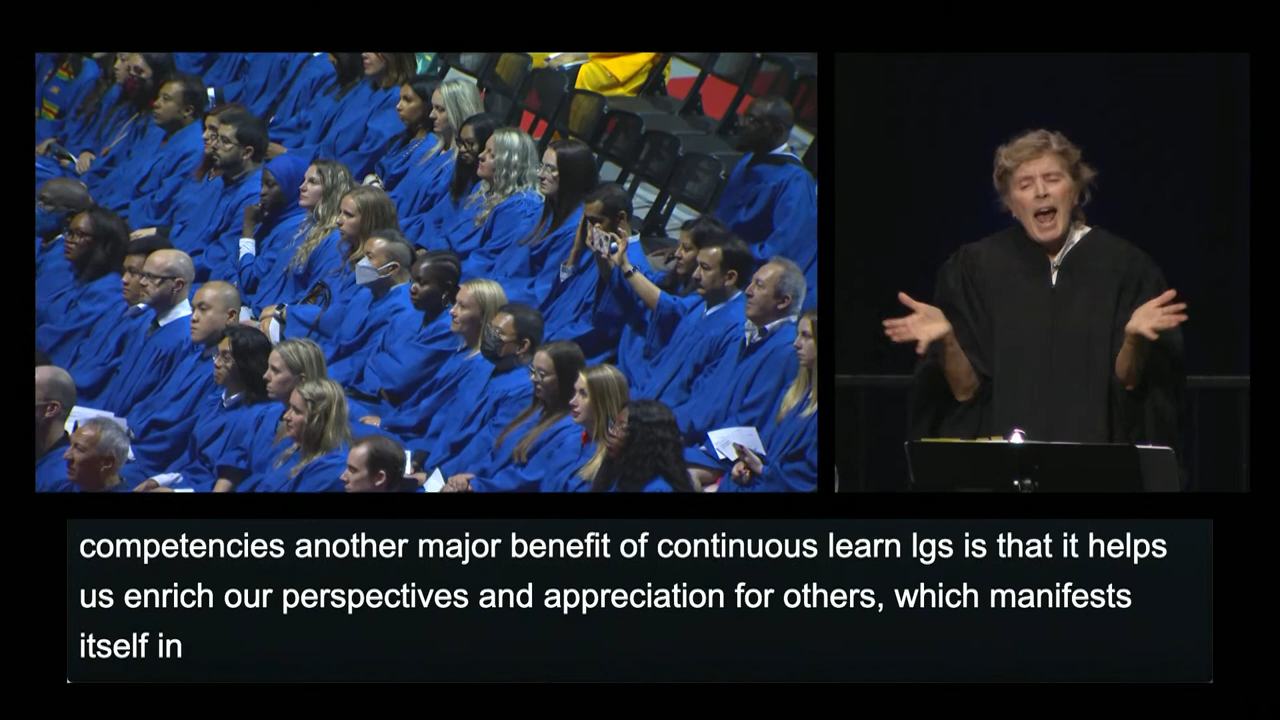 competencies another major benefit of continuous learn lgs is that it helps
us enrich our perspectives and appreciation for others, which manifests
itself in